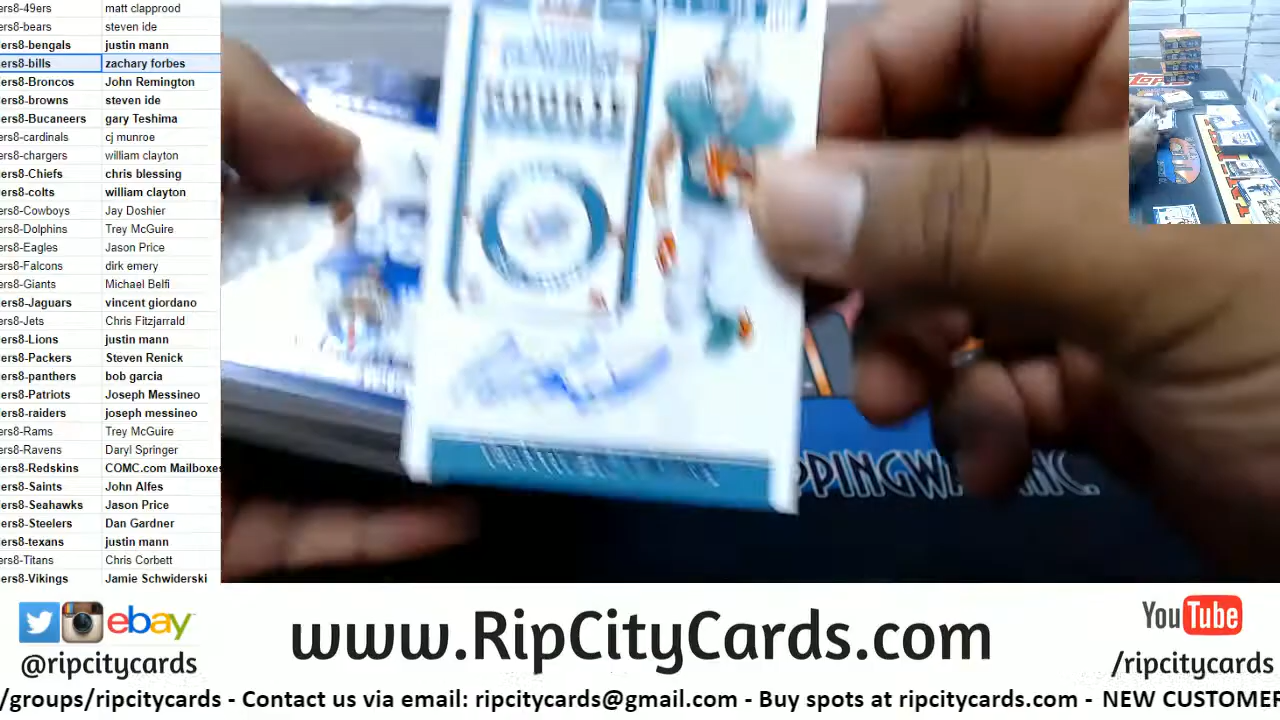 ers8-49ers matt clapprood
ers8-bears steven ide
ers8-bengals justin mann
ers8-bills zachary forbes
ers8-Broncos John Remington
ers8-browns steven ide
ers8-Bucaneers gary Teshima
ers8-cardinals cj munroe
ers8-chargers william clayton
ers8-Chiefs chris blessing
ers8-colts william clayton
ers8-Cowboys Jay Doshier
ers8-Dolphins Trey McGuire
ers8-Eagles Jason Price
ers8-Falcons dirk emery
ers8-Giants Michael Belfi
ers8-Jaguars vincent giordano
ers8-Jets Chris Fitzjarrald
ers8-Lions justin mann
ers8-Packers Steven Renick
ers8-panthers bob garcia
ers8-Patriots Joseph Messineo
ers8-raiders joseph messineo
ers8-Rams Trey McGuire
ers8-Ravens Daryl Springer
ers8-Redskins COMC.com Mailboxes
ers8-Saints John Alfes
ers8-Seahawks Jason Price
ers8-Steelers Dan Gardner
ers8-texans justin mann
ers8-Titans Chris Corbett
ers8-Vikings Jamie Schwiderski
PPINGWA INC.
ebay
@ripcitycards
www.RipCityCards.com
YouTube
/ripcitycards
/groups/ripcitycards - Contact us via email: ripcitycards@gmail.com - Buy spots at ripcitycards.com - NEW CUSTOMER